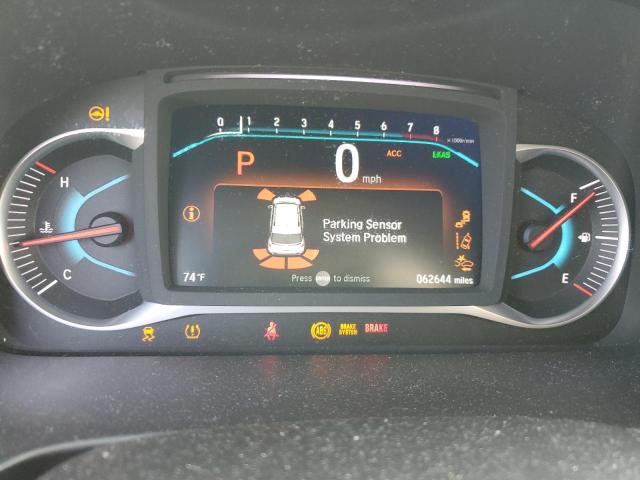 0 1 2 3 4 5 6 7 8
x1000r/min
P 0 mph
ACC
LKAS
H
C
F
E
Parking Sensor
System Problem
74°F
Press ENTER to dismiss
062644 miles
ABS
BRAKE
SYSTEM
BRAKE